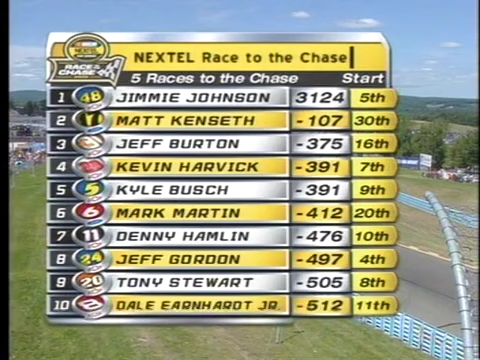 NEXTEL Race to the Chase
NEXTEL
RACE TO THE
CHASE
5 Races to the Chase Start
1 48 JIMMIE JOHNSON 3124 5th
2 17 MATT KENSETH -107 30th
3 JEFF BURTON -375 16th
4 KEVIN HARVICK -391 7th
5 5 KYLE BUSCH -391 9th
6 6 MARK MARTIN -412 20th
7 11 DENNY HAMLIN -476 10th
8 24 JEFF GORDON -497 4th
9 20 TONY STEWART -505 8th
10 8 DALE EARNHARDT JR. -512 11th